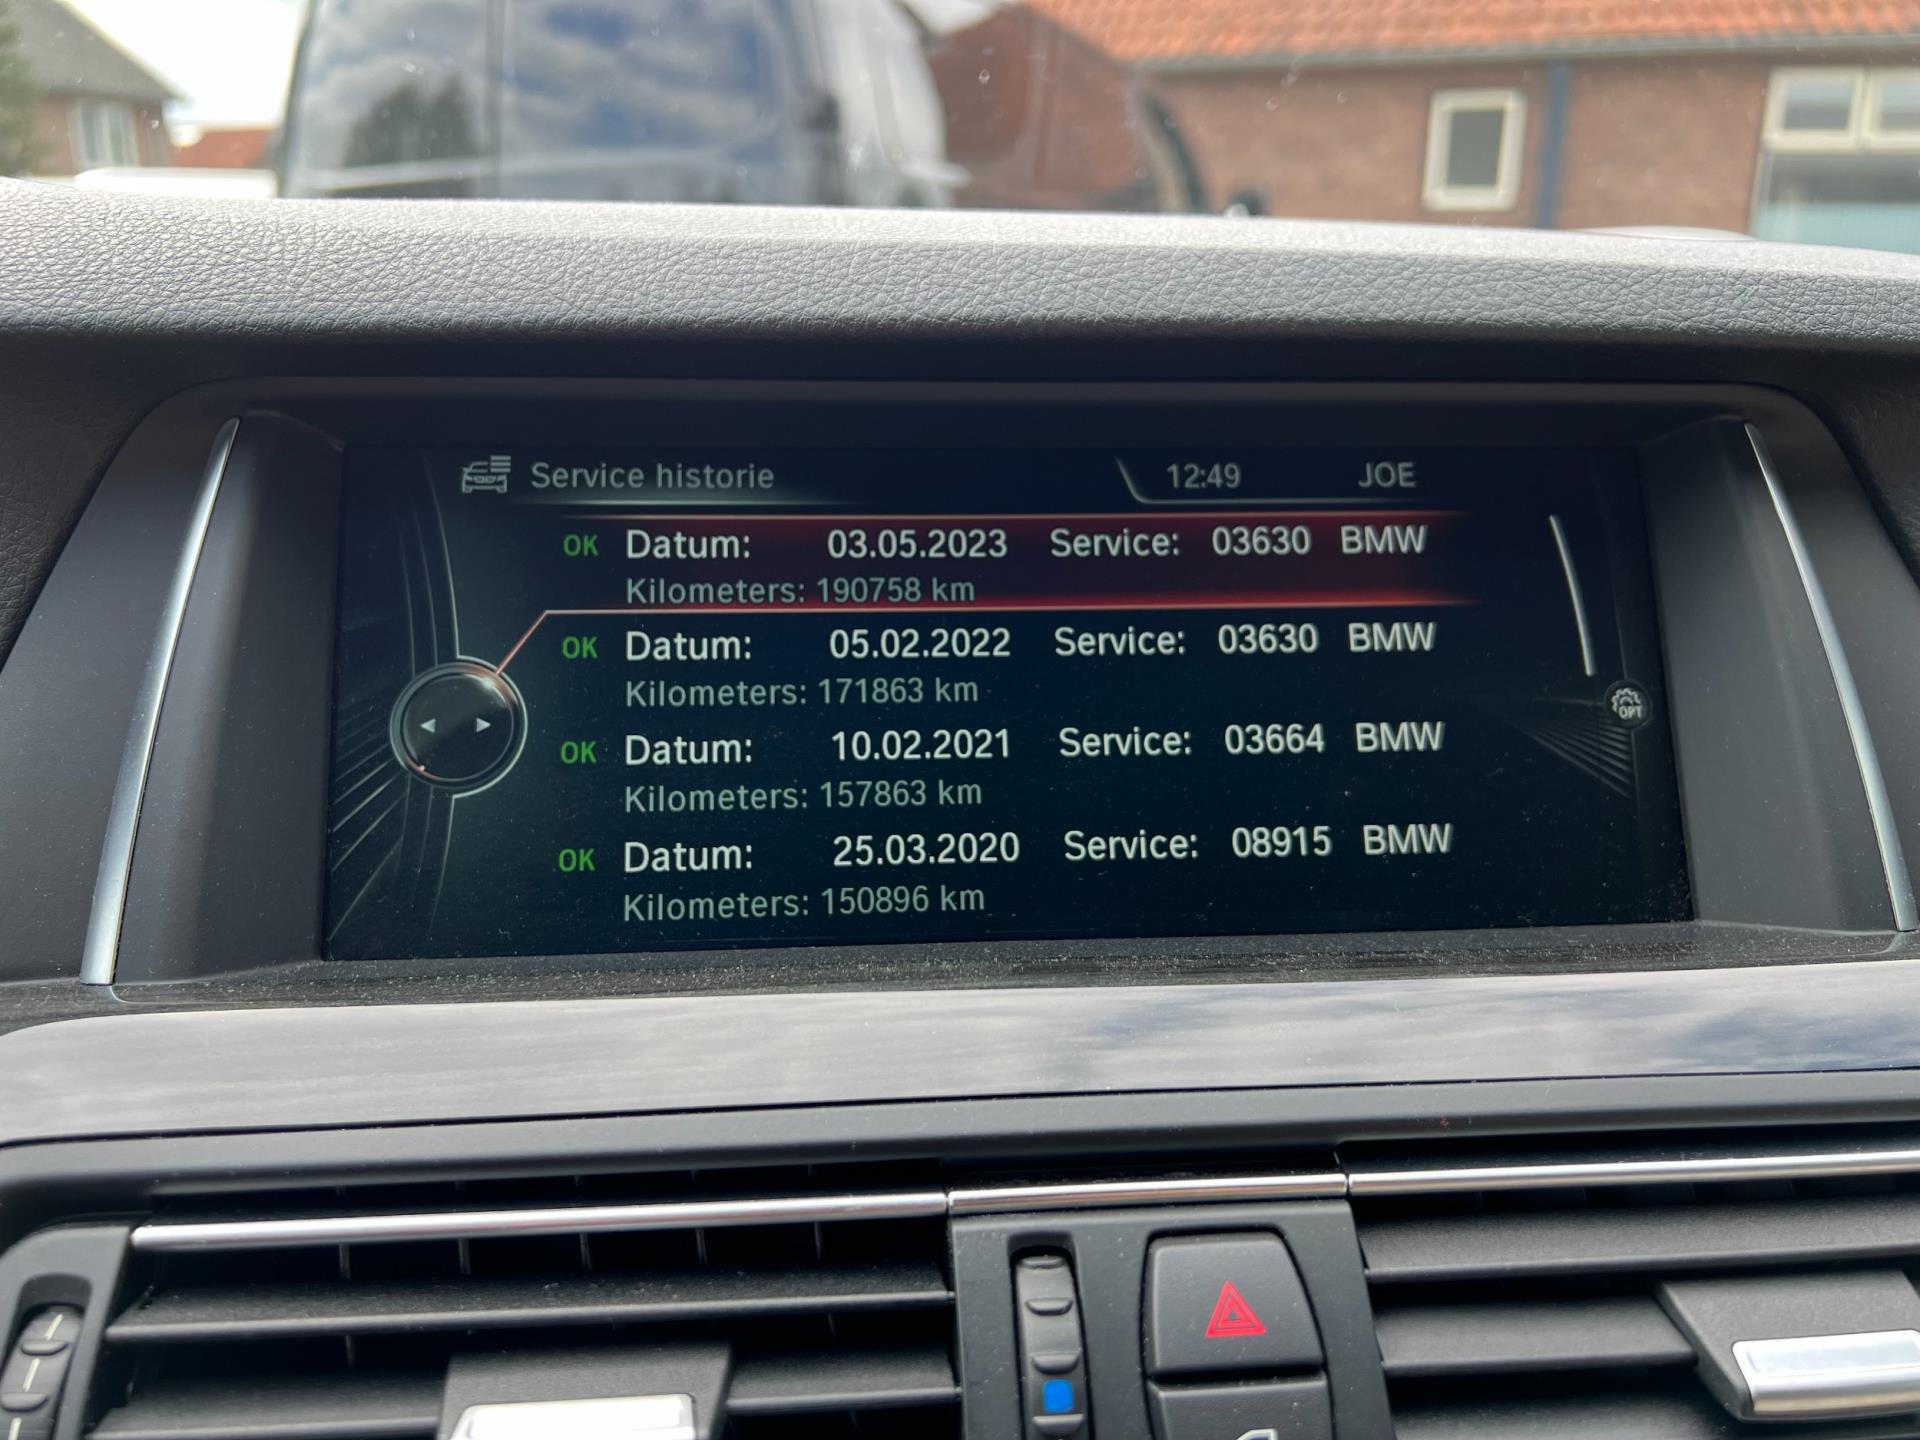 Service historie 12:49 JOE
OK Datum: 03.05.2023 Service: 03630 BMW
Kilometers: 190758 km
OK Datum: 05.02.2022 Service: 03630 BMW
Kilometers: 171863 km
OK Datum: 10.02.2021 Service: 03664 BMW
Kilometers: 157863 km
OK Datum: 25.03.2020 Service: 08915 BMW
Kilometers: 150896 km
OPT